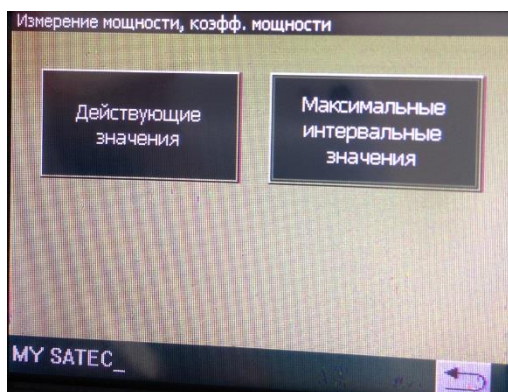 Измерение мощности, коэфф. мощности
Действующие
значения
Максимальные
интервальные
значения
MY SATEC_